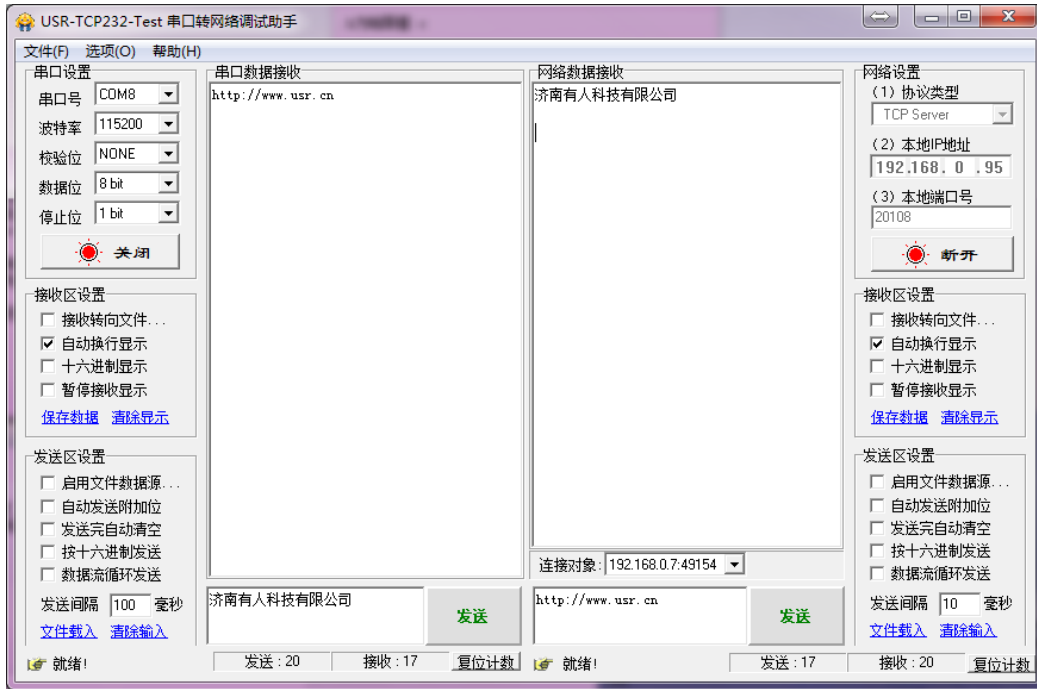 USR-TCP232-Test 串口转网络调试助手
文件(F) 选项(O) 帮助(H)
串口设置
串口号 COM8
波特率 115200
校验位 NONE
数据位 8 bit
停止位 1 bit
关闭
接收区设置
接收转向文件...
自动换行显示
十六进制显示
暂停接收显示
保存数据 清除显示
发送区设置
启用文件数据源...
自动发送附加位
发送完自动清空
按十六进制发送
数据流循环发送
发送间隔 100 毫秒
文件载入 清除输入
就绪!
串口数据接收
http://www.usr.cn
济南有人科技有限公司
发送
发送 : 20 接收 : 17 复位计数
网络数据接收
济南有人科技有限公司
连接对象: 192.168.0.7:49154
http://www.usr.cn
发送
就绪!
发送 : 17 接收 : 20 复位计数
网络设置
(1) 协议类型
TCP Server
(2) 本地IP地址
192.168. 0 .95
(3) 本地端口号
20108
断开
接收区设置
接收转向文件...
自动换行显示
十六进制显示
暂停接收显示
保存数据 清除显示
发送区设置
启用文件数据源...
自动发送附加位
发送完自动清空
按十六进制发送
数据流循环发送
发送间隔 10 毫秒
文件载入 清除输入